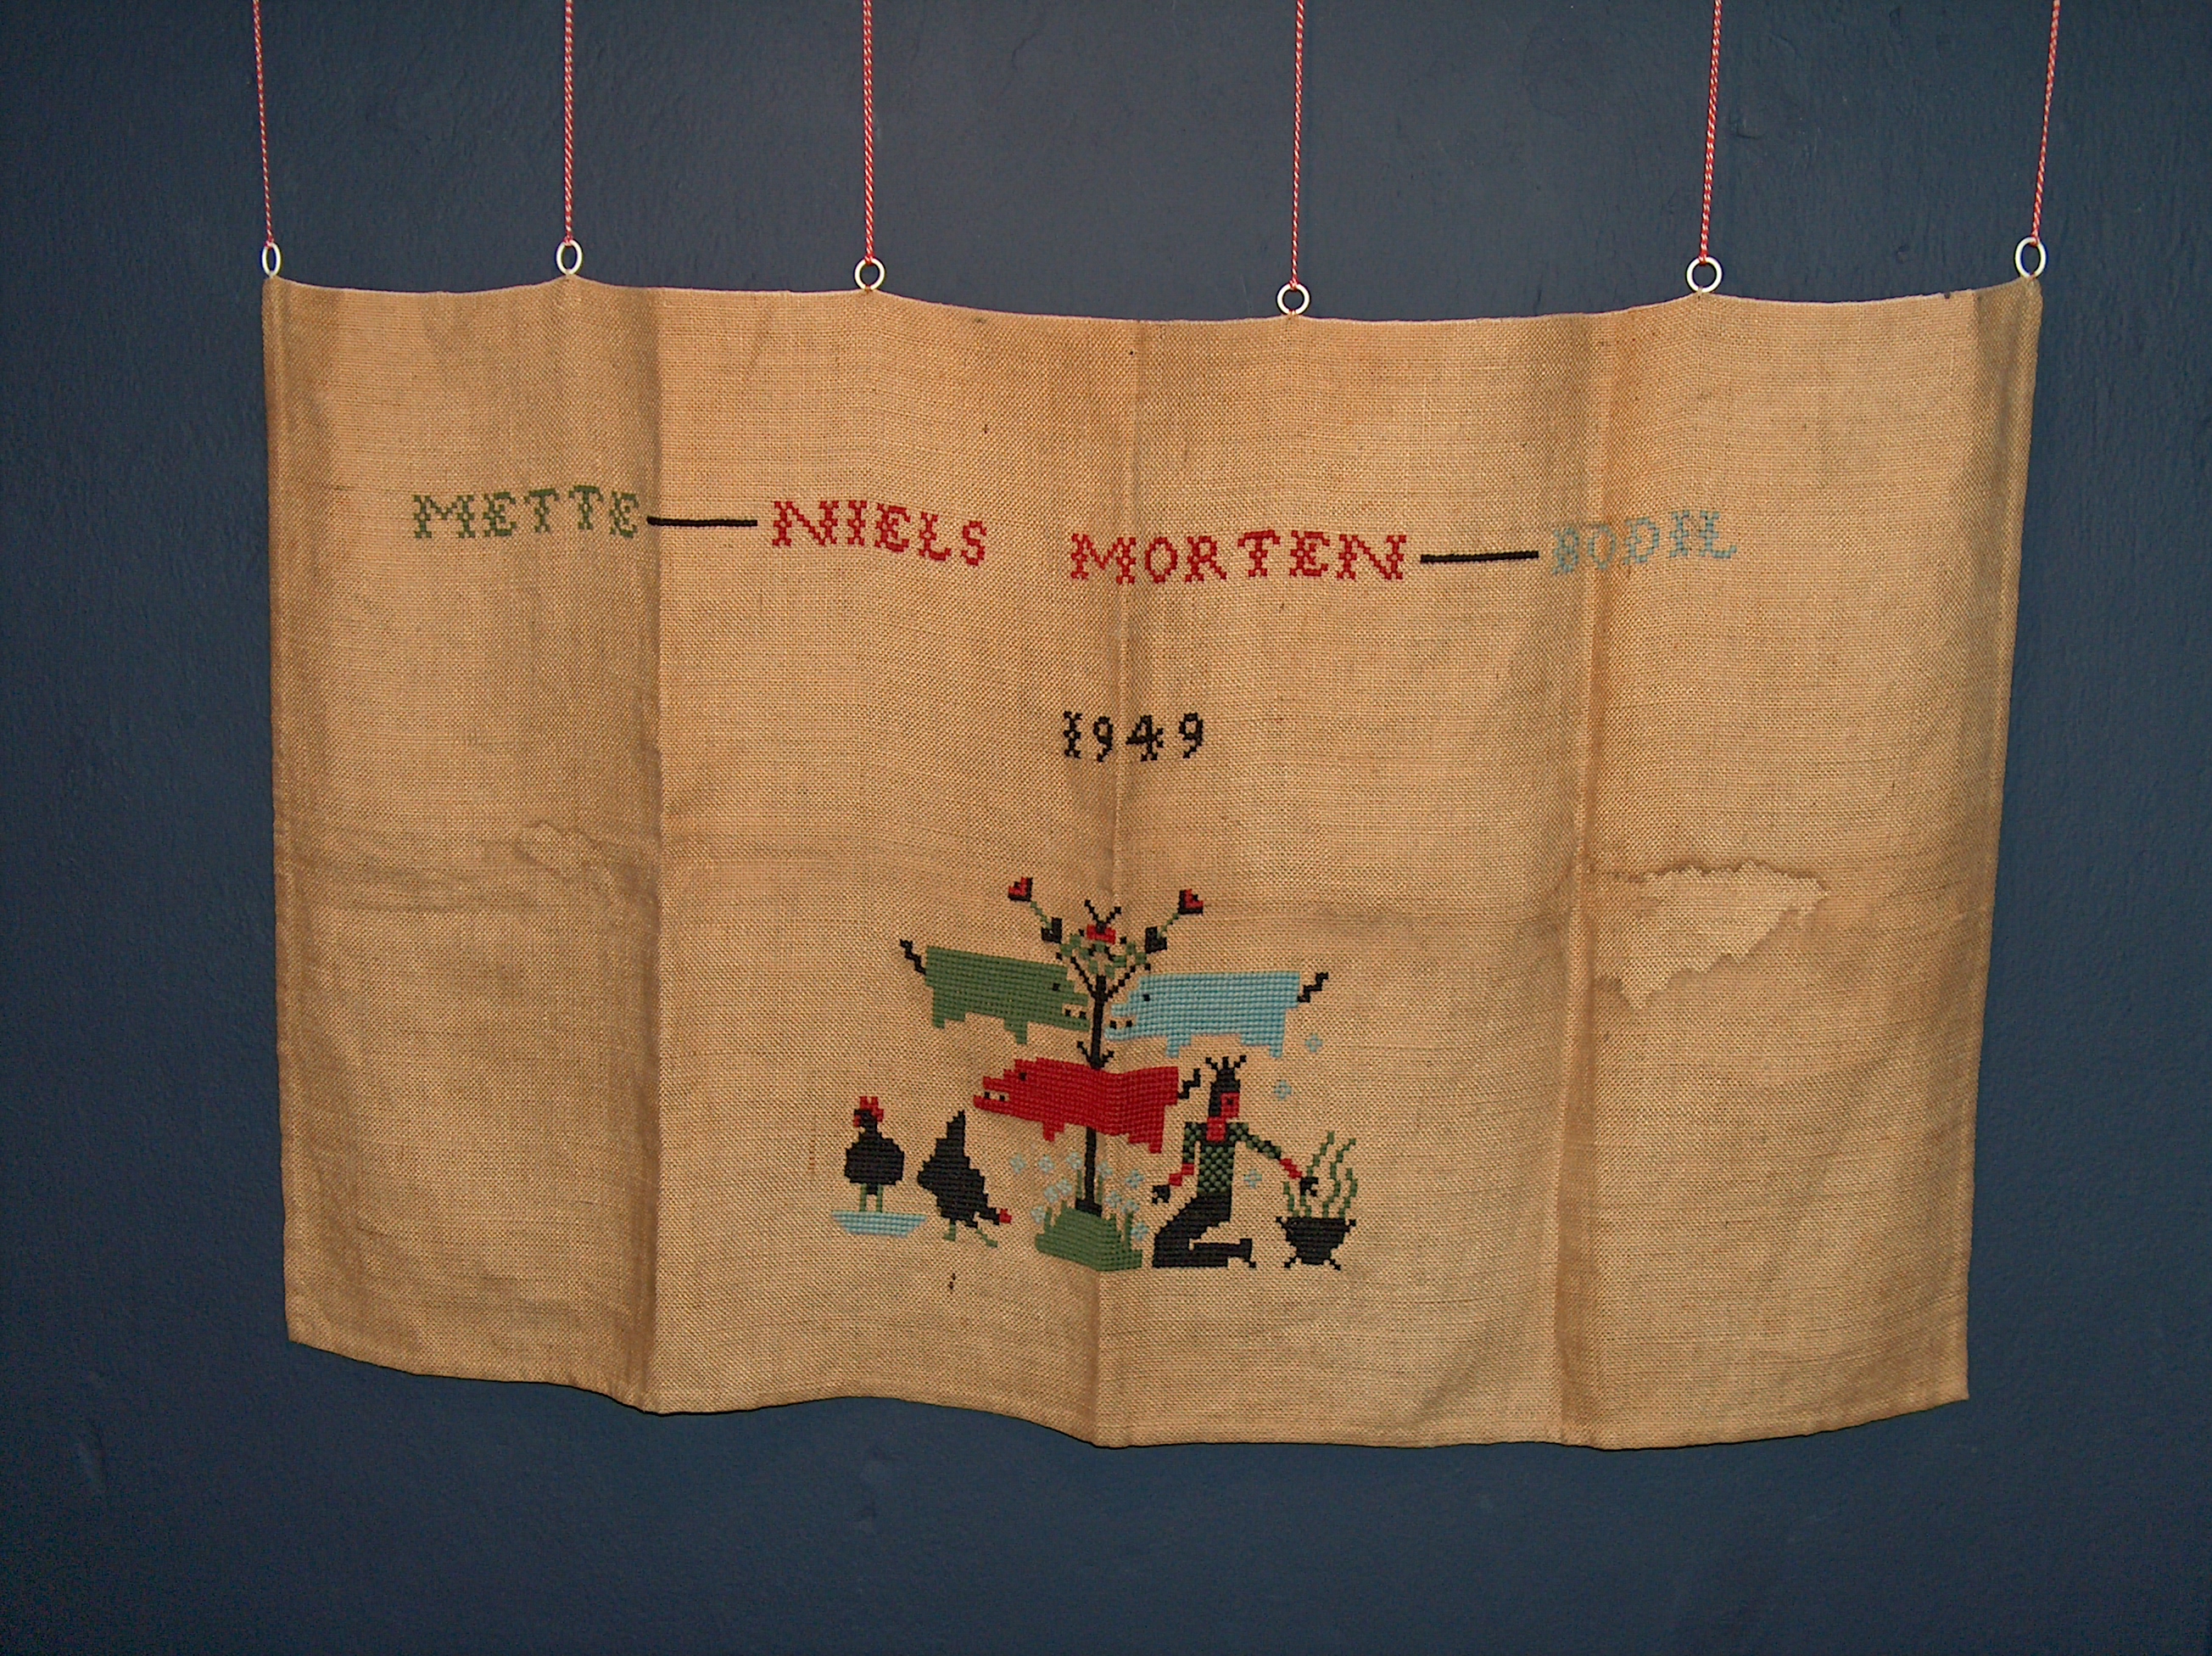 METTE — NIELS MORTEN — BODIL
1949